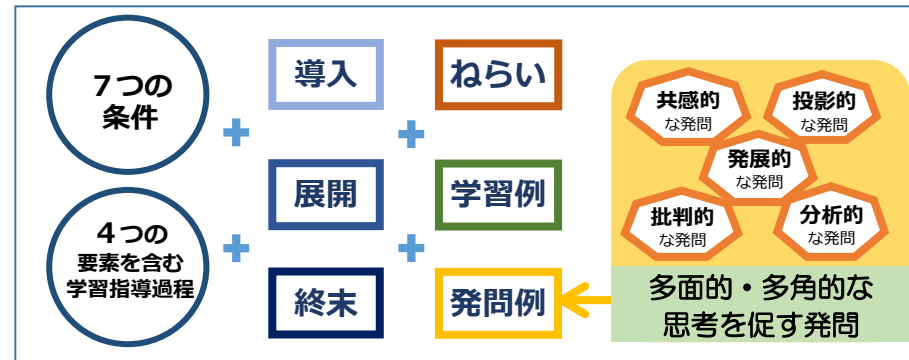 ７つの
条件
４つの
要素を含む
学習指導過程
+
+
導入
展開
終末
+
+
ねらい
学習例
発問例
共感的
な発問
投影的
な発問
発展的
な発問
批判的
な発問
分析的
な発問
多面的・多角的な
思考を促す発問